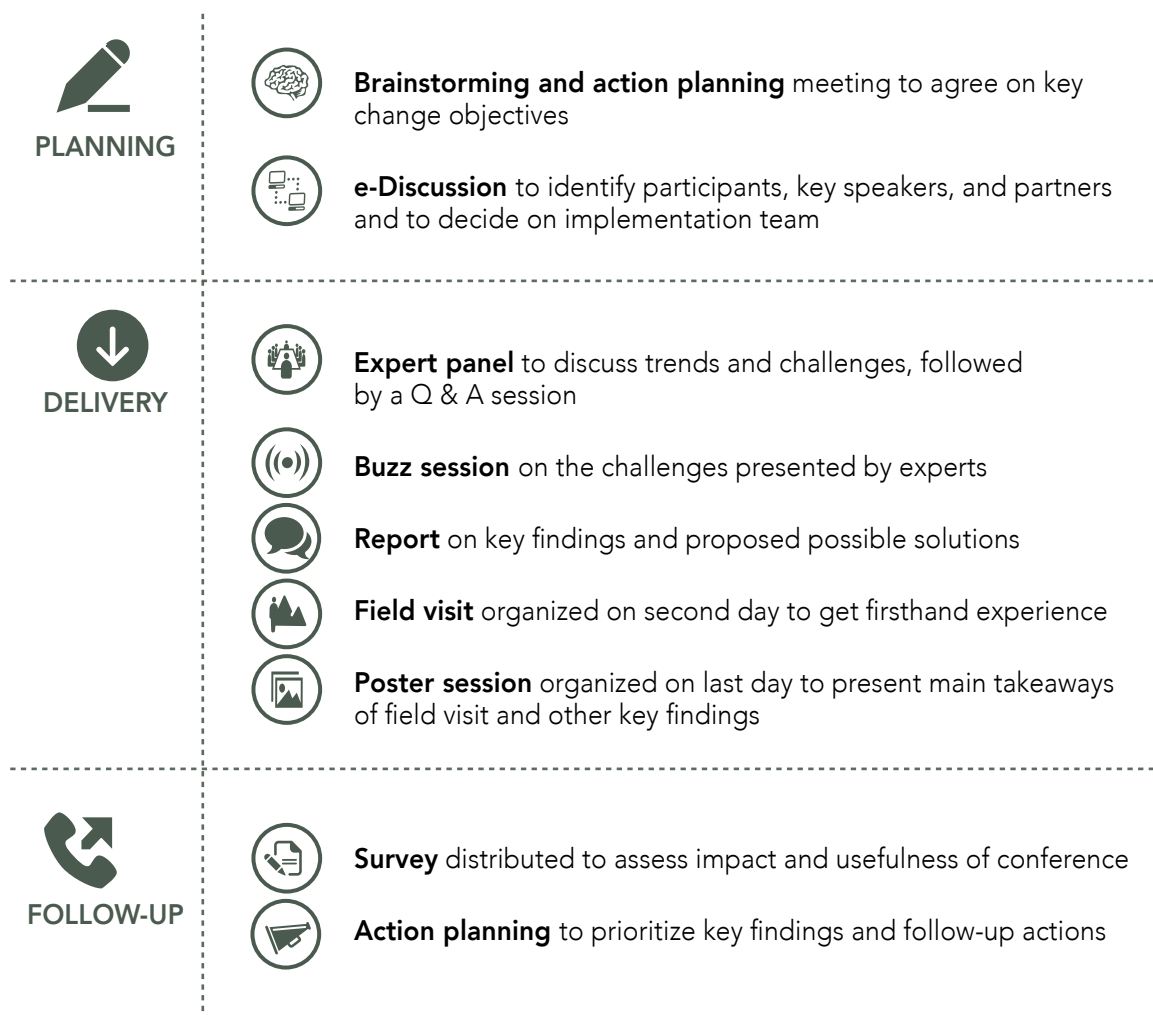 PLANNING
Brainstorming and action planning meeting to agree on key
change objectives
e-Discussion to identify participants, key speakers, and partners
and to decide on implementation team
DELIVERY
Expert panel to discuss trends and challenges, followed
by a Q & A session
Buzz session on the challenges presented by experts
Report on key findings and proposed possible solutions
Field visit organized on second day to get firsthand experience
Poster session organized on last day to present main takeaways
of field visit and other key findings
FOLLOW-UP
Survey distributed to assess impact and usefulness of conference
Action planning to prioritize key findings and follow-up actions